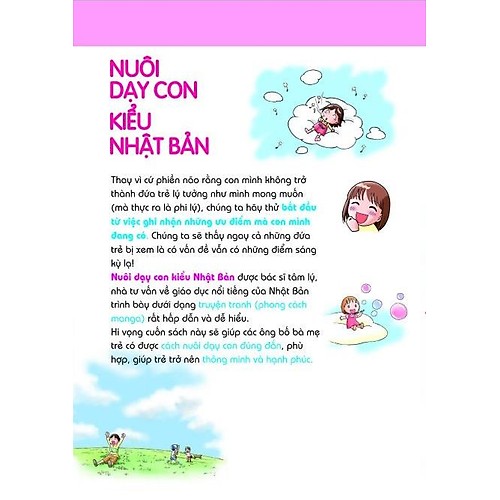 NUÔI
DẠY CON
KIỂU
NHẬT BẢN
Thay vì cứ phiền não rằng con mình không trở
thành đứa trẻ lý tưởng như mình mong muốn
(mà thực ra là phi lý), chúng ta hãy thử bắt đầu
từ việc ghi nhận những ưu điểm mà con mình
đang có. Chúng ta sẽ thấy ngay cả những đứa
trẻ bị xem là có vấn đề vẫn có những điểm sáng
kỳ lạ!
Nuôi dạy con kiểu Nhật Bản được bác sĩ tâm lý,
nhà tư vấn về giáo dục nổi tiếng của Nhật Bản
trình bày dưới dạng truyện tranh (phong cách
manga) rất hấp dẫn và dễ hiểu.
Hi vọng cuốn sách này sẽ giúp các ông bố bà mẹ
trẻ có được cách nuôi dạy con đúng đắn, phù
hợp, giúp trẻ trở nên thông minh và hạnh phúc.